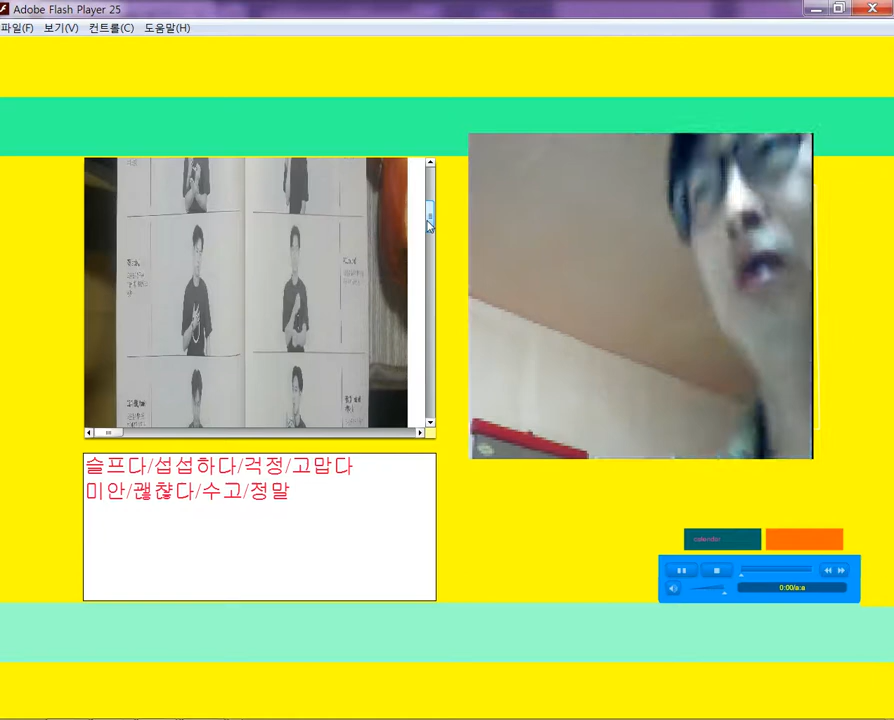 Adobe Flash Player 25
파일(F) 보기(V) 컨트롤(C) 도움말(H)
슬프다/섭섭하다/걱정/고맙다
미안/괜찮다/수고/정말
calendar
0:00/a:a